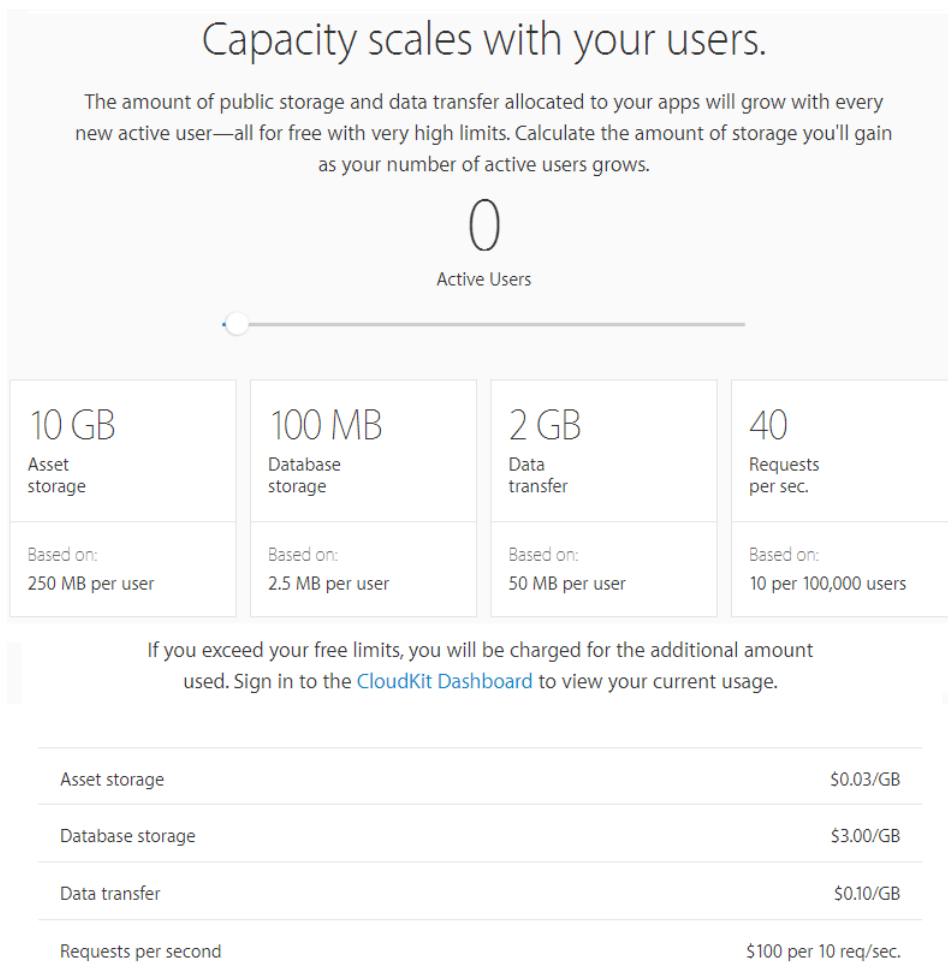 Capacity scales with your users.
The amount of public storage and data transfer allocated to your apps will grow with every
new active user—all for free with very high limits. Calculate the amount of storage you'll gain
as your number of active users grows.
0
Active Users
10 GB
Asset
storage
Based on:
250 MB per user
100 MB
Database
storage
Based on:
2.5 MB per user
2 GB
Data
transfer
Based on:
50 MB per user
40
Requests
per sec.
Based on:
10 per 100,000 users
If you exceed your free limits, you will be charged for the additional amount
used. Sign in to the CloudKit Dashboard to view your current usage.
Asset storage $0.03/GB
Database storage $3.00/GB
Data transfer $0.10/GB
Requests per second $100 per 10 req/sec.